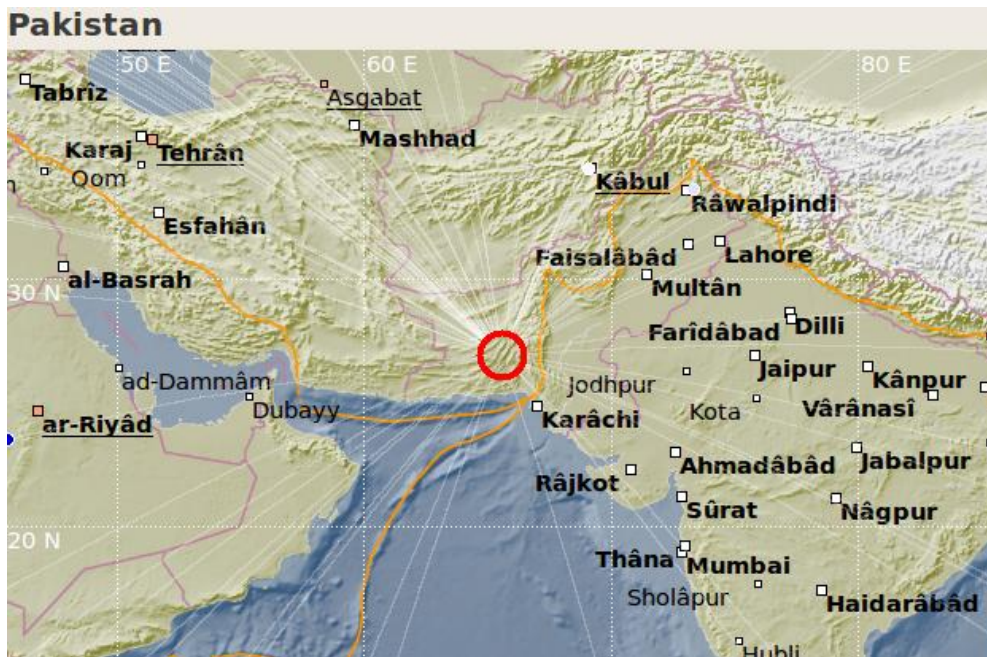 Pakistan
50 E
60 E
70 E
80 E
Tabrîz
Asgabat
Mashhad
Karaj
Tehrân
Qom
Kâbul
Râwalpindi
Esfahân
Faisalâbâd
Lahore
al-Basrah
30 N
Multân
Farîdâbad
Dilli
ad-Dammâm
Jodhpur
Jaipur
Kânpur
Dubayy
Kota
Vârânasî
ar-Riyâd
Karâchi
Ahmadâbâd
Jabalpur
Râjkot
Sûrat
Nâgpur
20 N
Thâna
Mumbai
Sholâpur
Haidarâbâd
Hubli